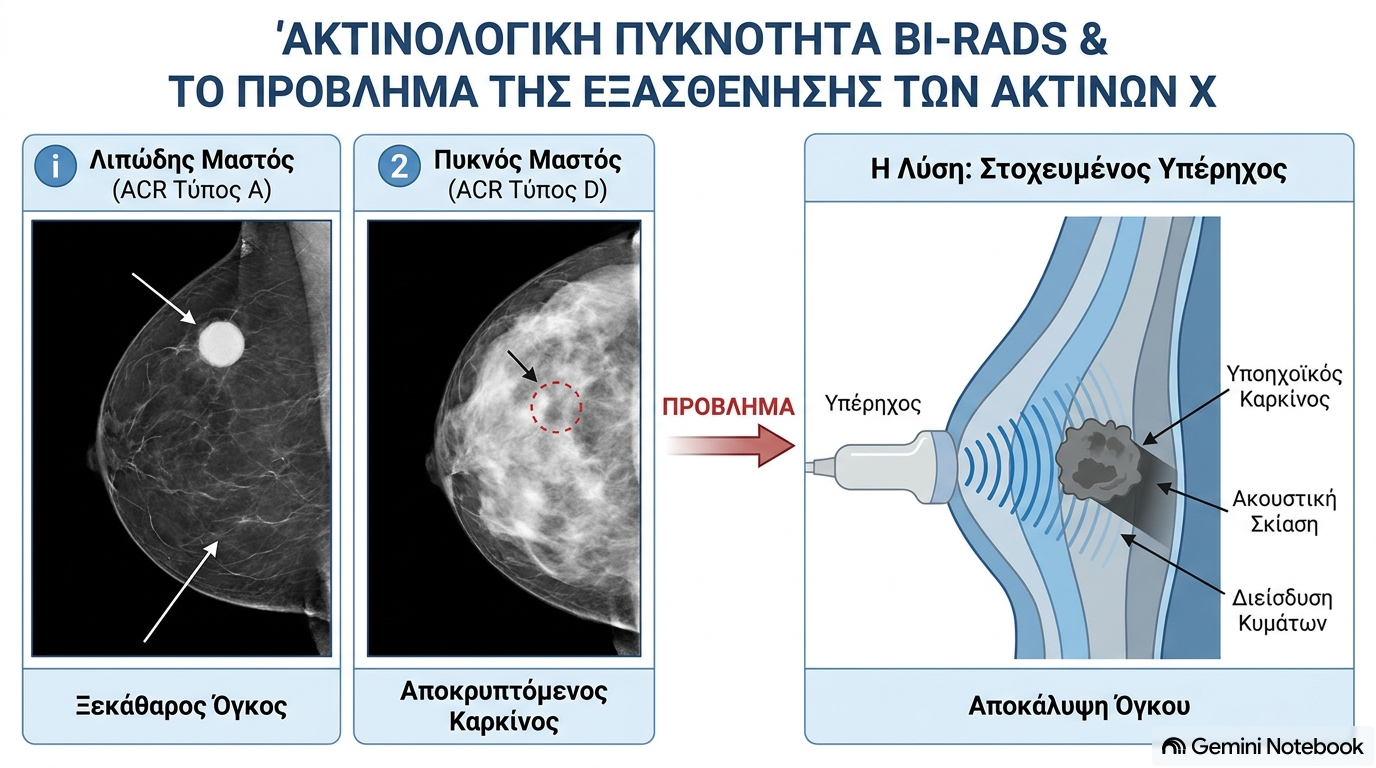 ’ΑΚΤΙΝΟΛΟΓΙΚΗ ΠΥΚΝΟΤΗΤΑ BI-RADS &
ΤΟ ΠΡΟΒΛΗΜΑ ΤΗΣ ΕΞΑΣΘΕΝΗΣΗΣ ΤΩΝ ΑΚΤΙΝΩΝ Χ
i Λιπώδης Μαστός
(ACR Τύπος A)
Ξεκάθαρος Όγκος
2 Πυκνός Μαστός
(ACR Τύπος D)
Αποκρυπτόμενος
Καρκίνος
ΠΡΟΒΛΗΜΑ
Η Λύση: Στοχευμένος Υπέρηχος
Υπέρηχος
Υποηχοϊκός
Καρκίνος
Ακουστική
Σκίαση
Διείσδυση
Κυμάτων
Αποκάλυψη Όγκου
Gemini Notebook